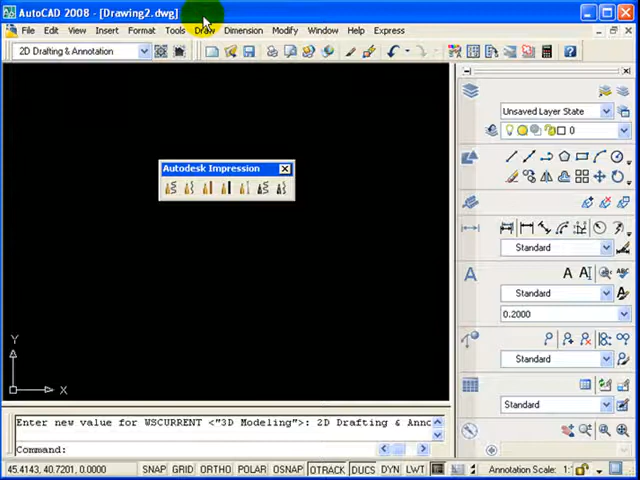 AutoCAD 2008 - [Drawing2.dwg]
File Edit View Insert Format Tools Draw Dimension Modify Window Help Express
2D Drafting & Annotation
Unsaved Layer State
0
Autodesk Impression
Standard
A A
Standard
0.2000
Standard
Standard
Y
X
Enter new value for WSCURRENT <"3D Modeling">: 2D Drafting & Anno
Command:
45.4143, 40.7201, 0.0000 SNAP GRID ORTHO POLAR OSNAP OTRACK DUCS DYN LWT Annotation Scale: 1: